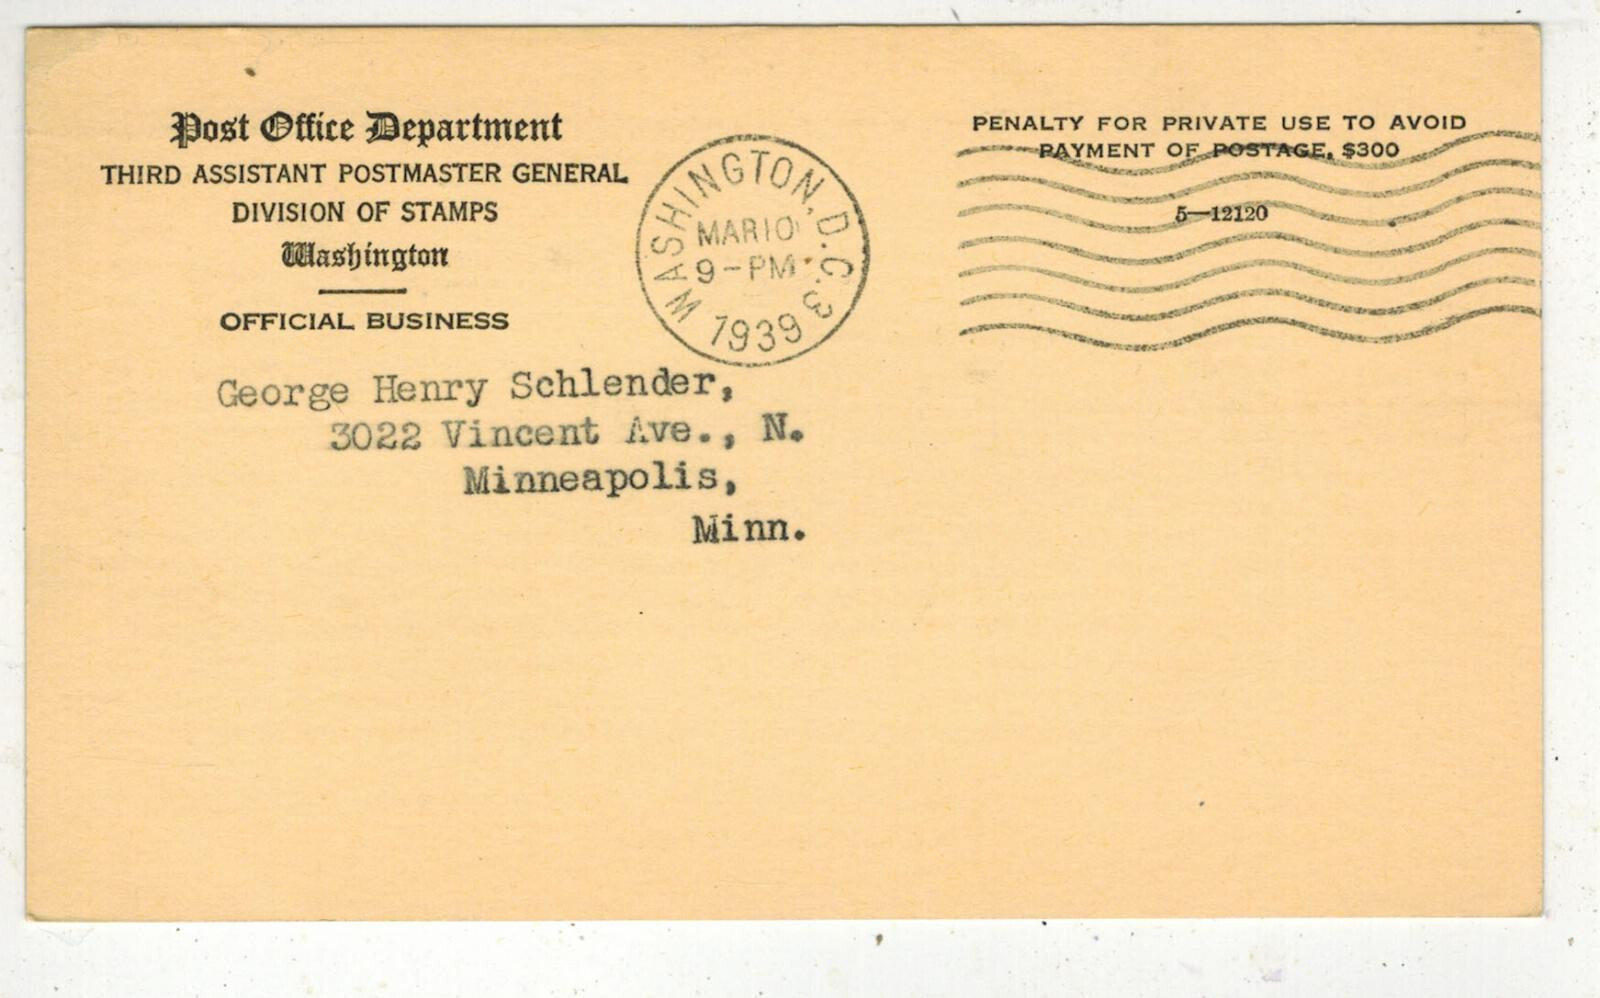 Post Office Department
THIRD ASSISTANT POSTMASTER GENERAL
DIVISION OF STAMPS
Washington
OFFICIAL BUSINESS
WASHINGTON, D.C. 3
MAR 10
9-PM
1939
PENALTY FOR PRIVATE USE TO AVOID
PAYMENT OF POSTAGE, $300
5—12120
George Henry Schlender,
3022 Vincent Ave., N.
Minneapolis,
Minn.